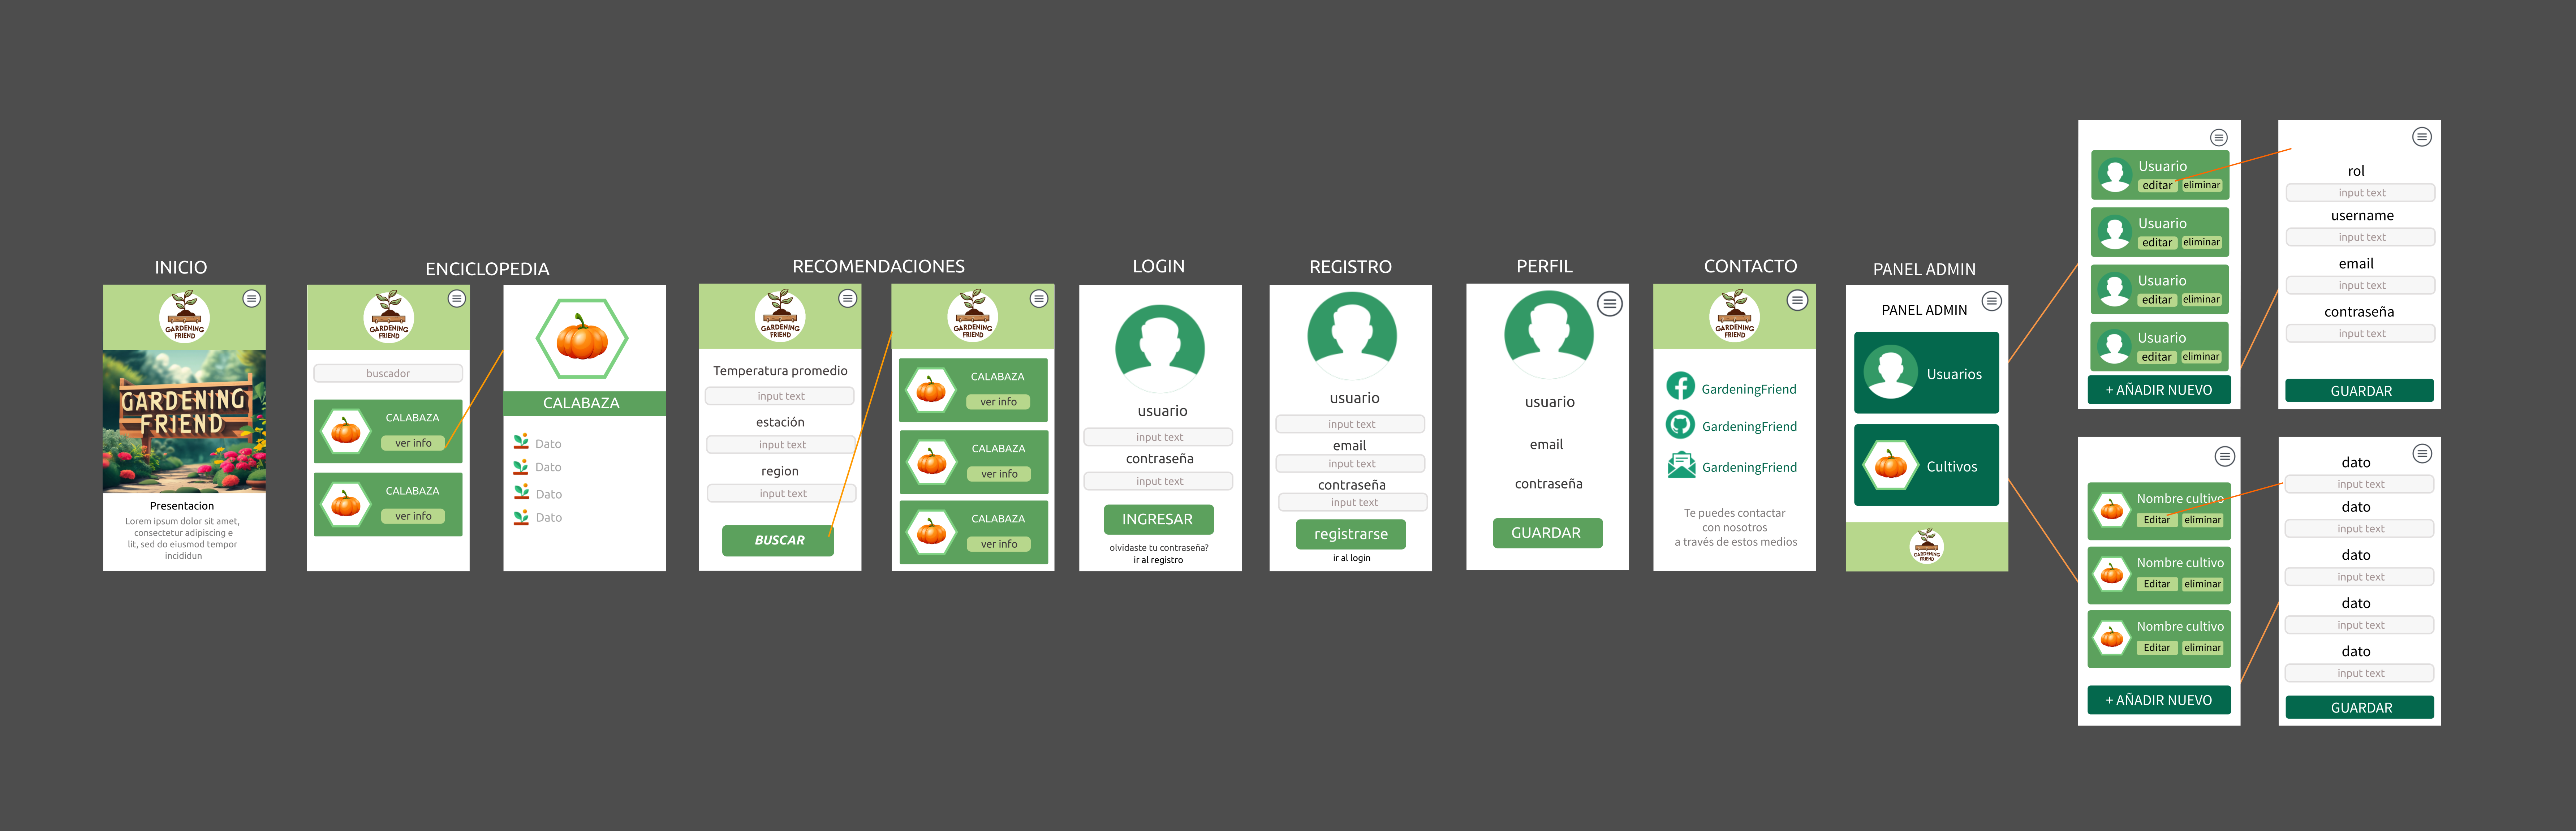 INICIO
GARDENING
FRIEND
GARDENING
FRIEND
Presentacion
Lorem ipsum dolor sit amet,
consectetur adipiscing e
lit, sed do eiusmod tempor
incididun
ENCICLOPEDIA
GARDENING
FRIEND
buscador
CALABAZA
ver info
CALABAZA
ver info
CALABAZA
Dato
Dato
Dato
Dato
RECOMENDACIONES
GARDENING
FRIEND
Temperatura promedio
input text
estación
input text
region
input text
BUSCAR
GARDENING
FRIEND
CALABAZA
ver info
CALABAZA
ver info
CALABAZA
ver info
LOGIN
usuario
input text
contraseña
input text
INGRESAR
olvidaste tu contraseña?
ir al registro
REGISTRO
usuario
input text
email
input text
contraseña
input text
registrarse
ir al login
PERFIL
usuario
email
contraseña
GUARDAR
CONTACTO
GARDENING
FRIEND
GardeningFriend
GardeningFriend
GardeningFriend
Te puedes contactar
con nosotros
a través de estos medios
PANEL ADMIN
PANEL ADMIN
Usuarios
Cultivos
GARDENING
FRIEND
Usuario
editar eliminar
Usuario
editar eliminar
Usuario
editar eliminar
Usuario
editar eliminar
+ AÑADIR NUEVO
rol
input text
username
input text
email
input text
contraseña
input text
GUARDAR
Nombre cultivo
Editar eliminar
Nombre cultivo
Editar eliminar
Nombre cultivo
Editar eliminar
+ AÑADIR NUEVO
dato
input text
dato
input text
dato
input text
dato
input text
dato
input text
GUARDAR